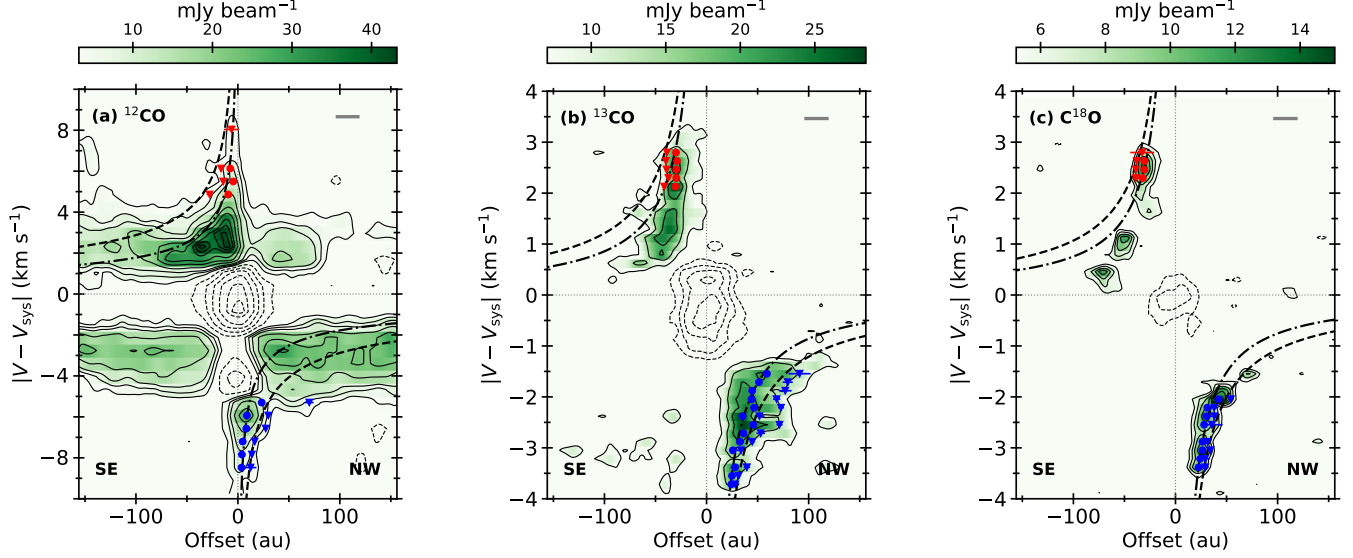 mJy beam⁻¹ mJy beam⁻¹ mJy beam⁻¹
10 20 30 40 10 15 20 25 6 8 10 12 14
(a) ¹²CO
8
4
0
−4
−8
SE NW
−100 0 100
Offset (au)
|V − V_sys| (km s⁻¹)
(b) ¹³CO
4
3
2
1
0
−1
−2
−3
−4
SE NW
−100 0 100
Offset (au)
|V − V_sys| (km s⁻¹)
(c) C¹⁸O
4
3
2
1
0
−1
−2
−3
−4
SE NW
−100 0 100
Offset (au)
|V − V_sys| (km s⁻¹)